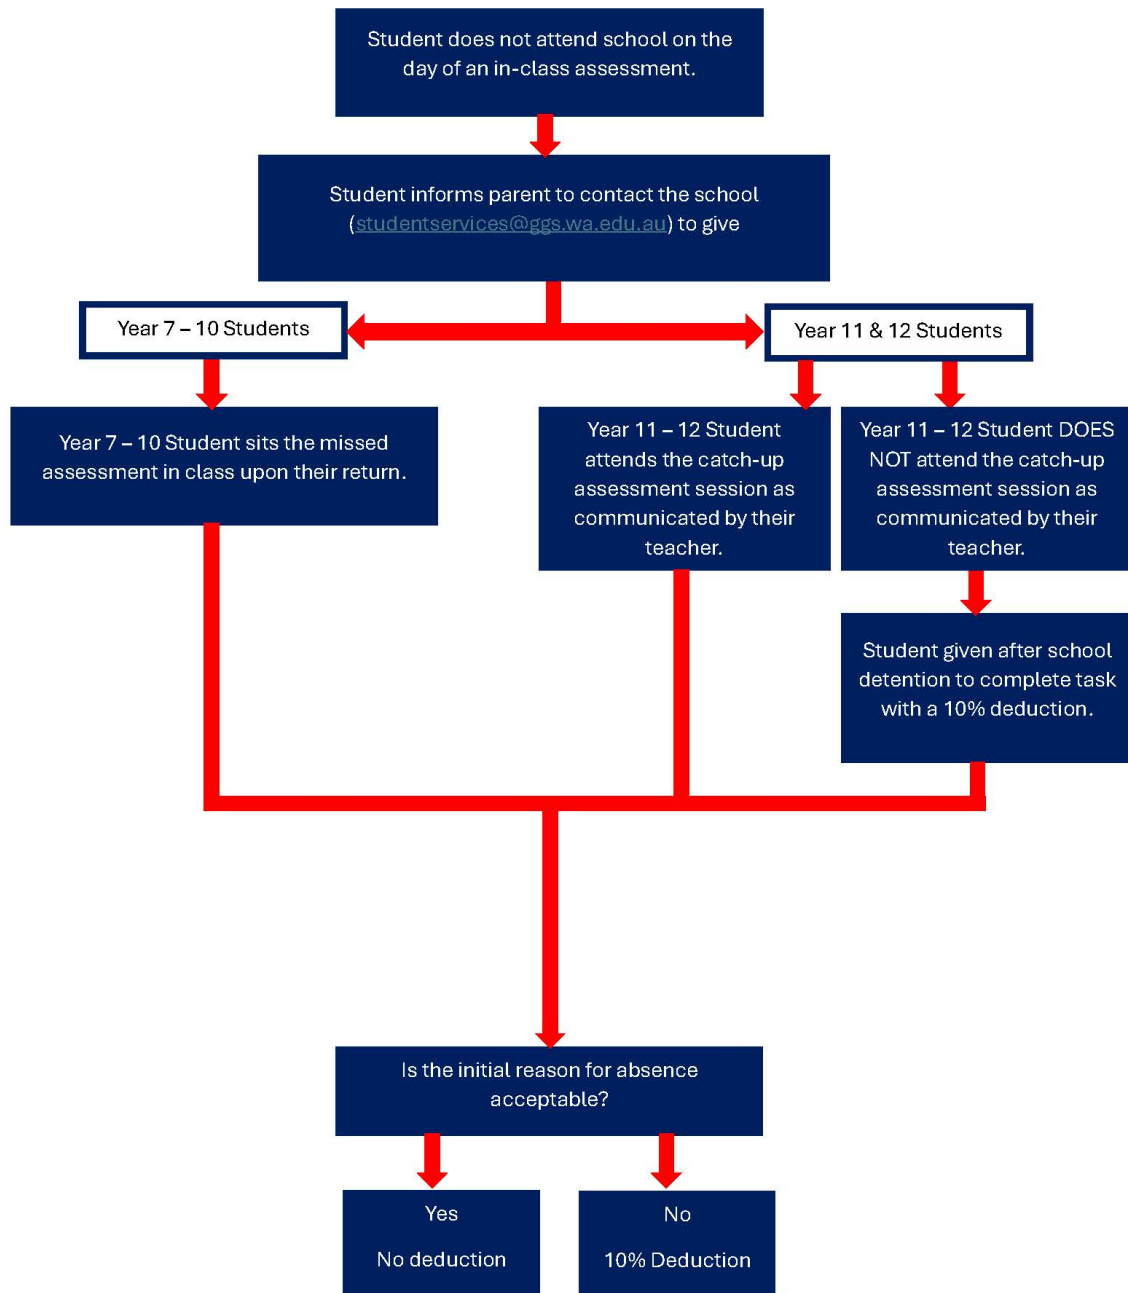 Student does not attend school on the
day of an in-class assessment.
Student informs parent to contact the school
(studentservices@ggs.wa.edu.au) to give
Year 7 – 10 Students
Year 11 & 12 Students
Year 7 – 10 Student sits the missed
assessment in class upon their return.
Year 11 – 12 Student
attends the catch-up
assessment session as
communicated by their
teacher.
Year 11 – 12 Student DOES
NOT attend the catch-up
assessment session as
communicated by their
teacher.
Student given after school
detention to complete task
with a 10% deduction.
Is the initial reason for absence
acceptable?
Yes
No deduction
No
10% Deduction